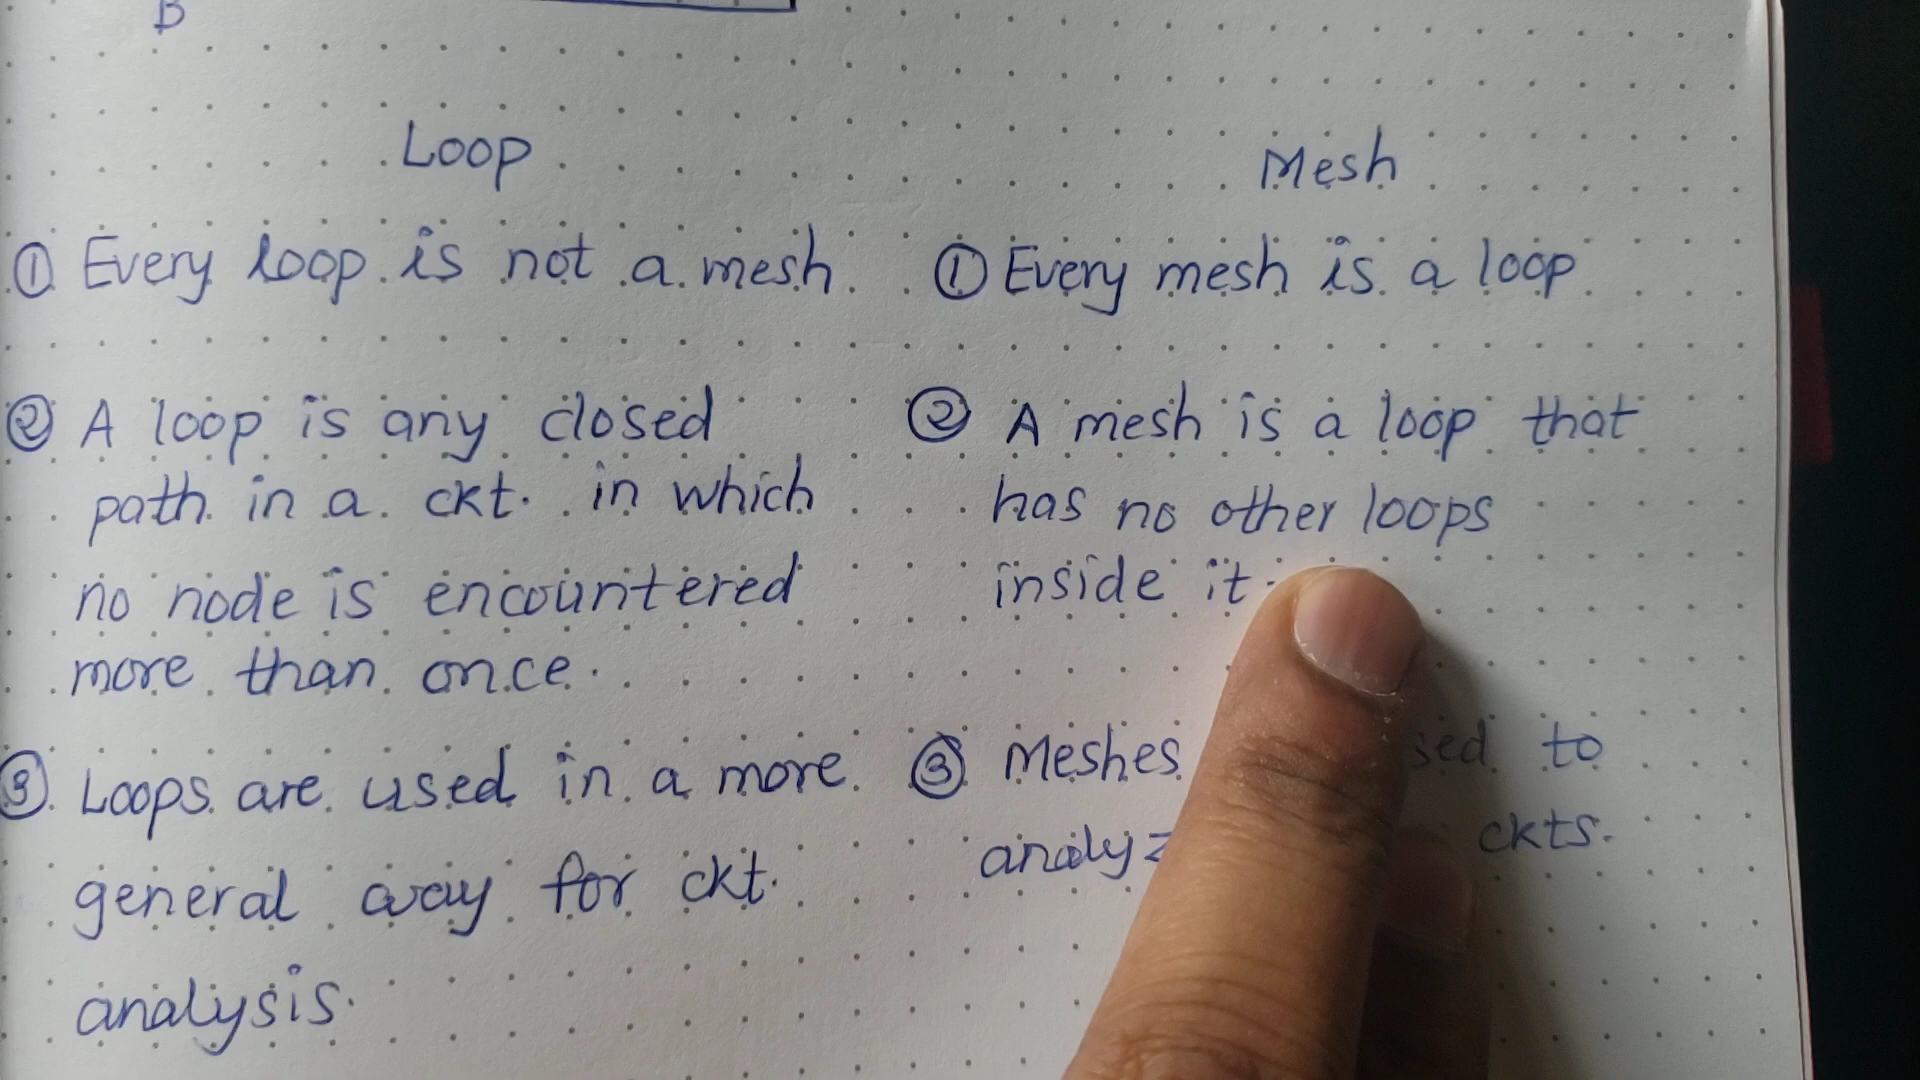 B
Loop
Mesh
① Every loop is not a mesh.
① Every mesh is a loop
② A loop is any closed
path in a ckt. in which
no node is encountered
more than once.
② A mesh is a loop that
has no other loops
inside it.
③ Loops are used in a more
general way for ckt.
analysis.
③ Meshes to
ckts.